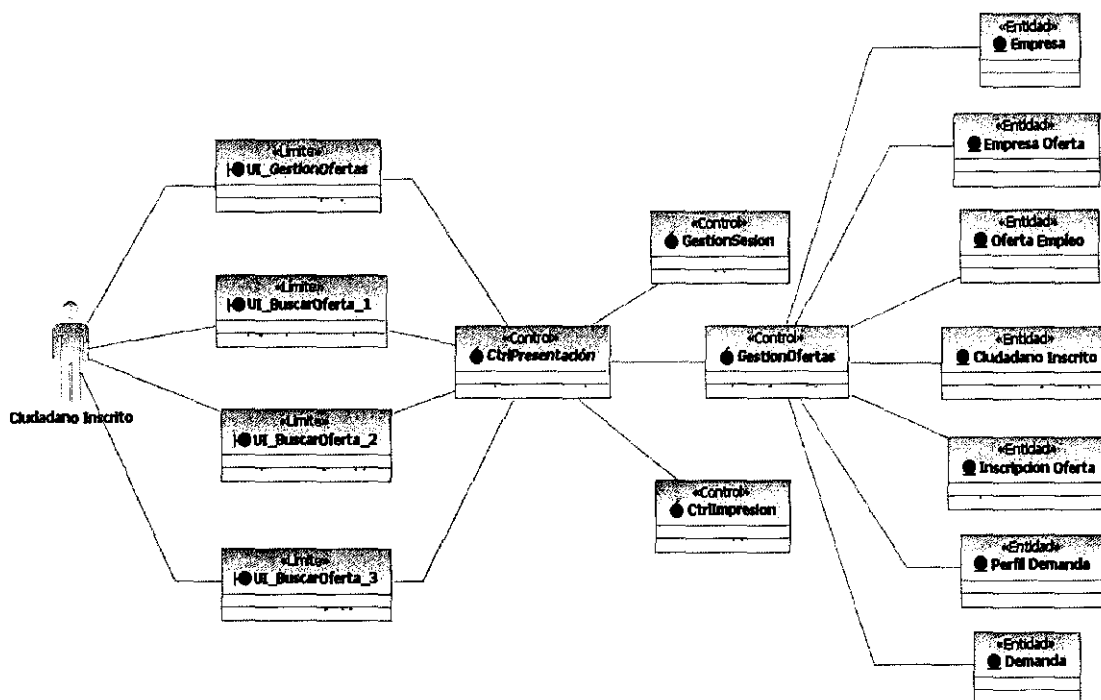 «Entidad»
Empresa
«Entidad»
Empresa Oferta
«Límite»
UI_GestionOfertas
«Entidad»
Oferta Empleo
«Control»
GestionSesion
«Límite»
UI_BuscarOferta_1
«Control»
CtrlPresentación
«Control»
GestionOfertas
«Entidad»
Ciudadano Inscrito
Ciudadano Inscrito
«Límite»
UI_BuscarOferta_2
«Entidad»
Inscripcion Oferta
«Control»
CtrlImpresion
«Entidad»
Perfil Demanda
«Límite»
UI_BuscarOferta_3
«Entidad»
Demanda